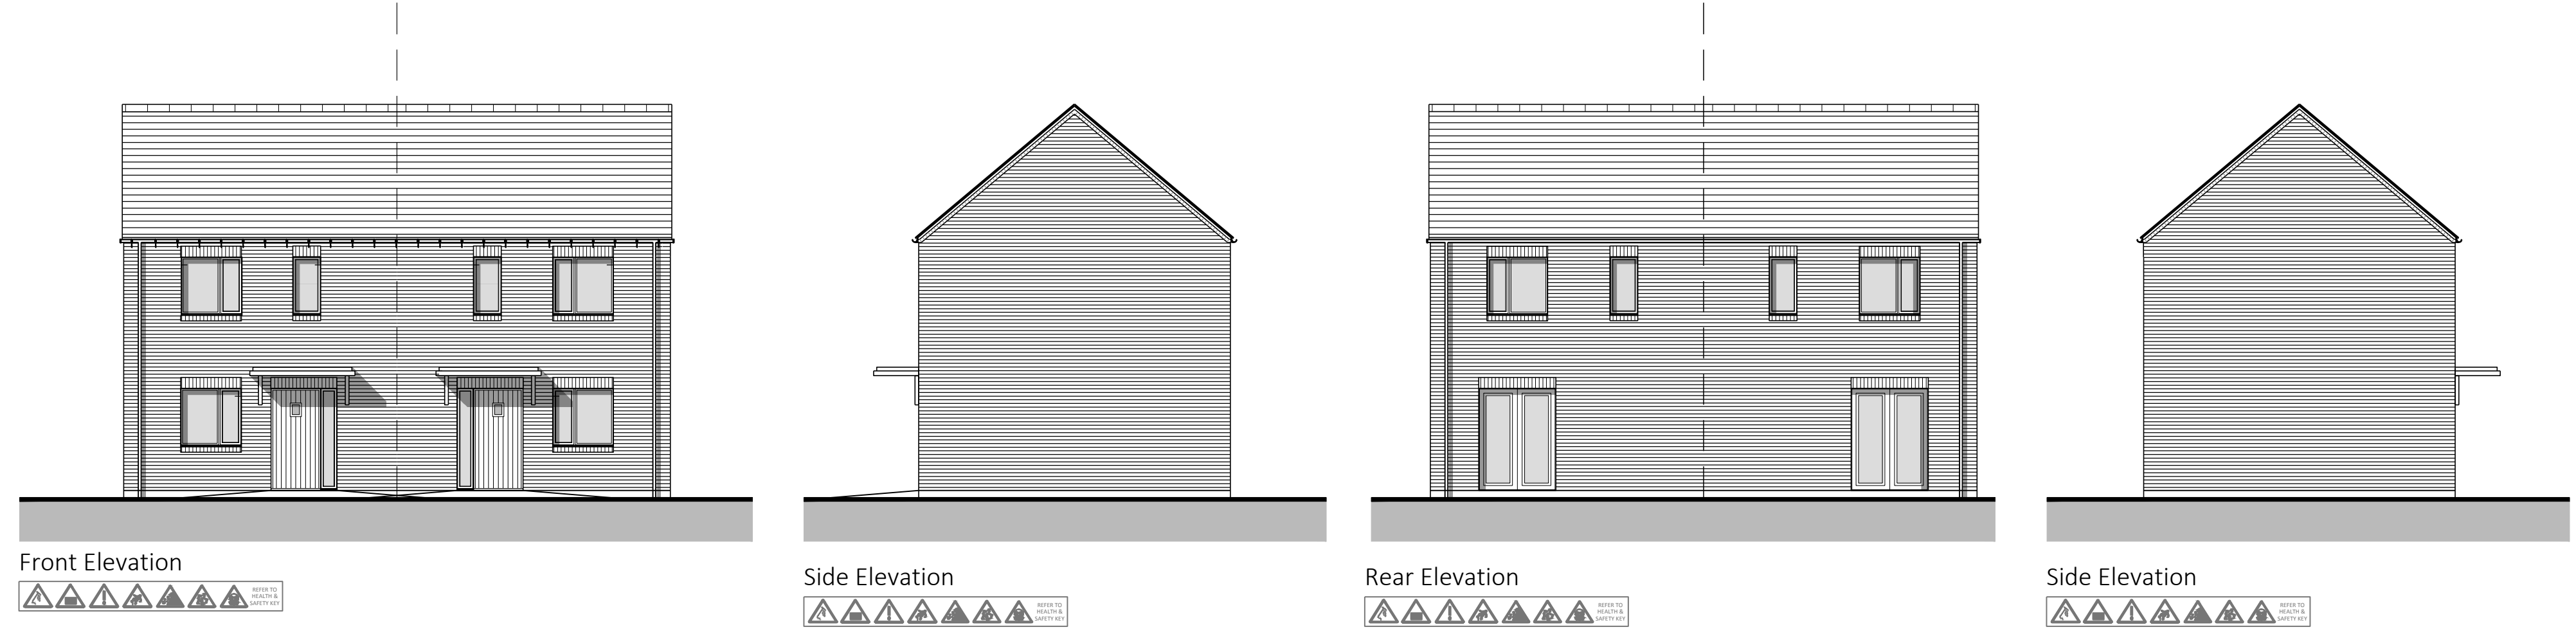 Front Elevation
REFER TO
HEALTH &
SAFETY KEY
Side Elevation
REFER TO
HEALTH &
SAFETY KEY
Rear Elevation
REFER TO
HEALTH &
SAFETY KEY
Side Elevation
REFER TO
HEALTH &
SAFETY KEY